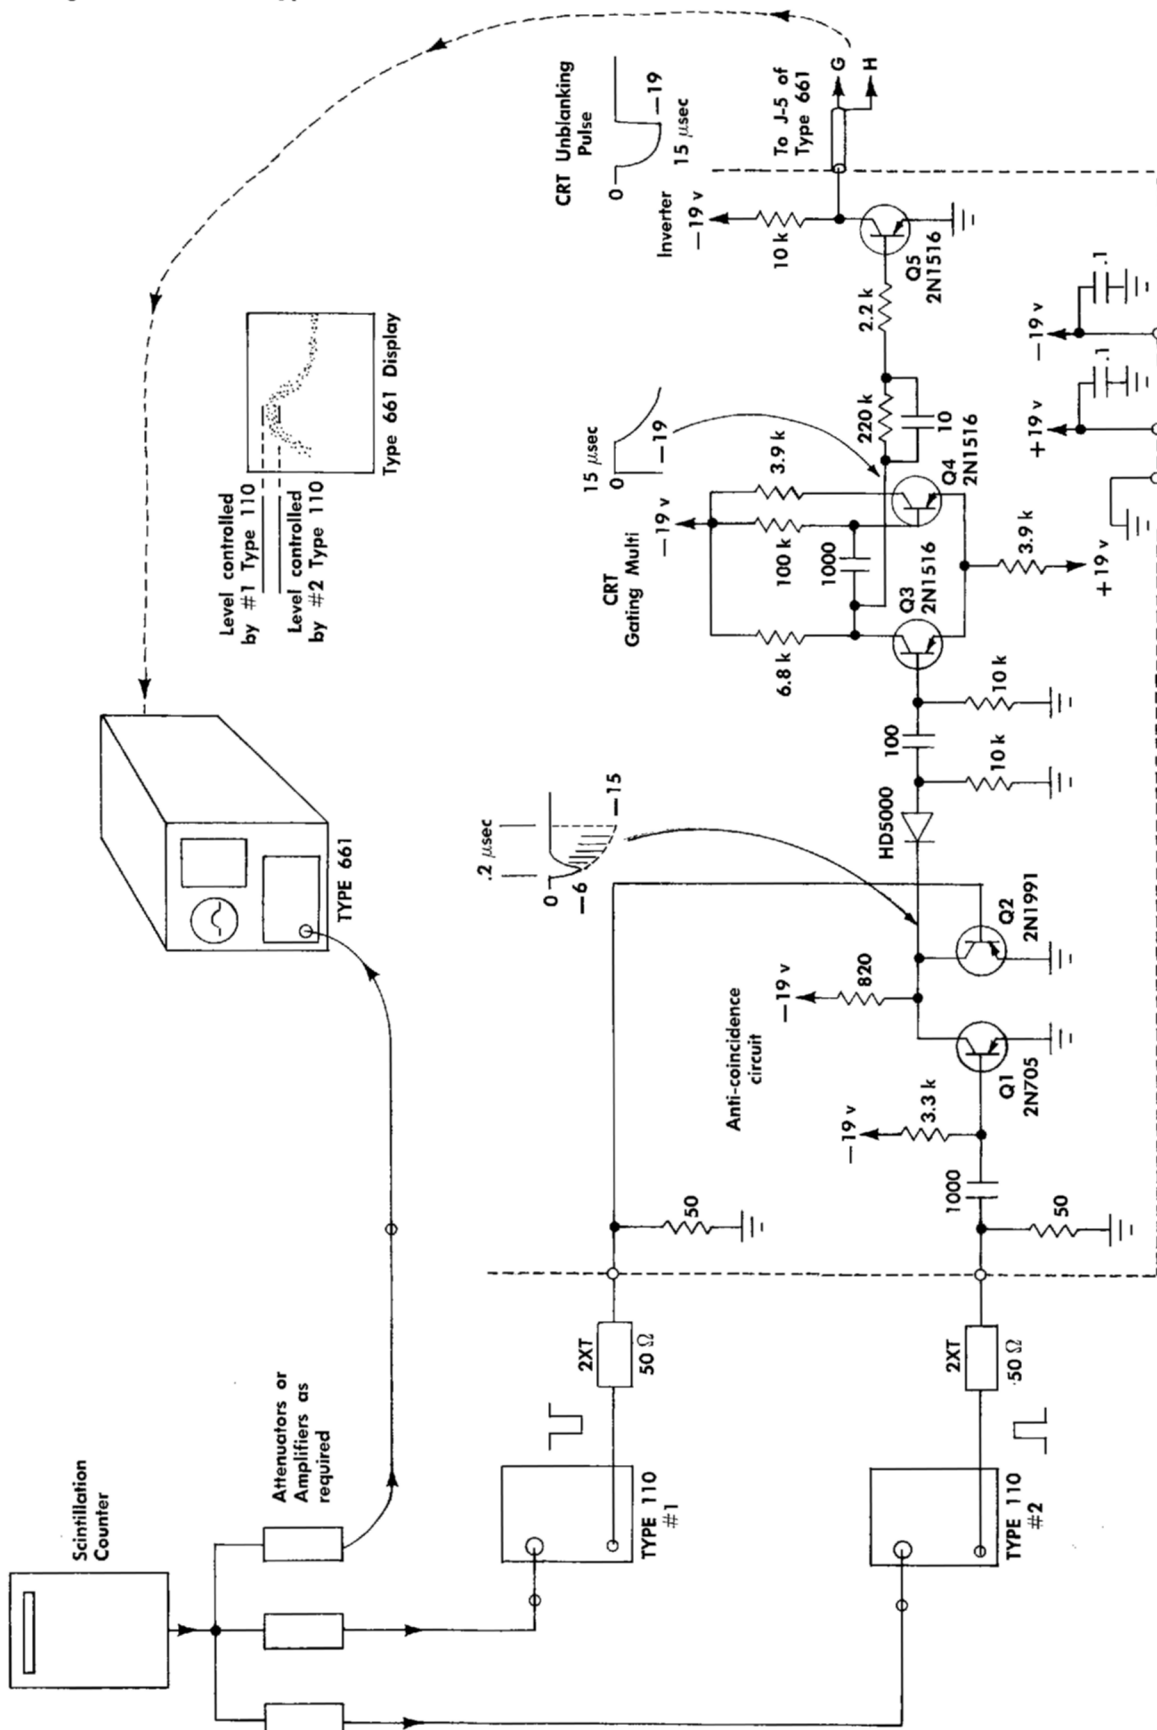 Scintillation
Counter
Attenuators or
Amplifiers as
required
TYPE 661
Level controlled
by #1 Type 110
Level controlled
by #2 Type 110
Type 661 Display
TYPE 110
#1
2XT
50 Ω
TYPE 110
#2
2XT
50 Ω
50
50
1000
−19 v
3.3 k
Q1
2N705
Anti-coincidence
circuit
−19 v
820
Q2
2N1991
.2 μsec
0
−6
−15
HD5000
10 k
100
10 k
CRT
Gating Multi
−19 v
6.8 k
100 k
3.9 k
1000
Q3
2N1516
Q4
2N1516
3.9 k
+19 v
15 μsec
0
−19
220 k
10
2.2 k
Q5
2N1516
Inverter
−19 v
10 k
CRT Unblanking
Pulse
0
−19
15 μsec
To J-5 of
Type 661
G
H
+19 v
.1
−19 v
.1